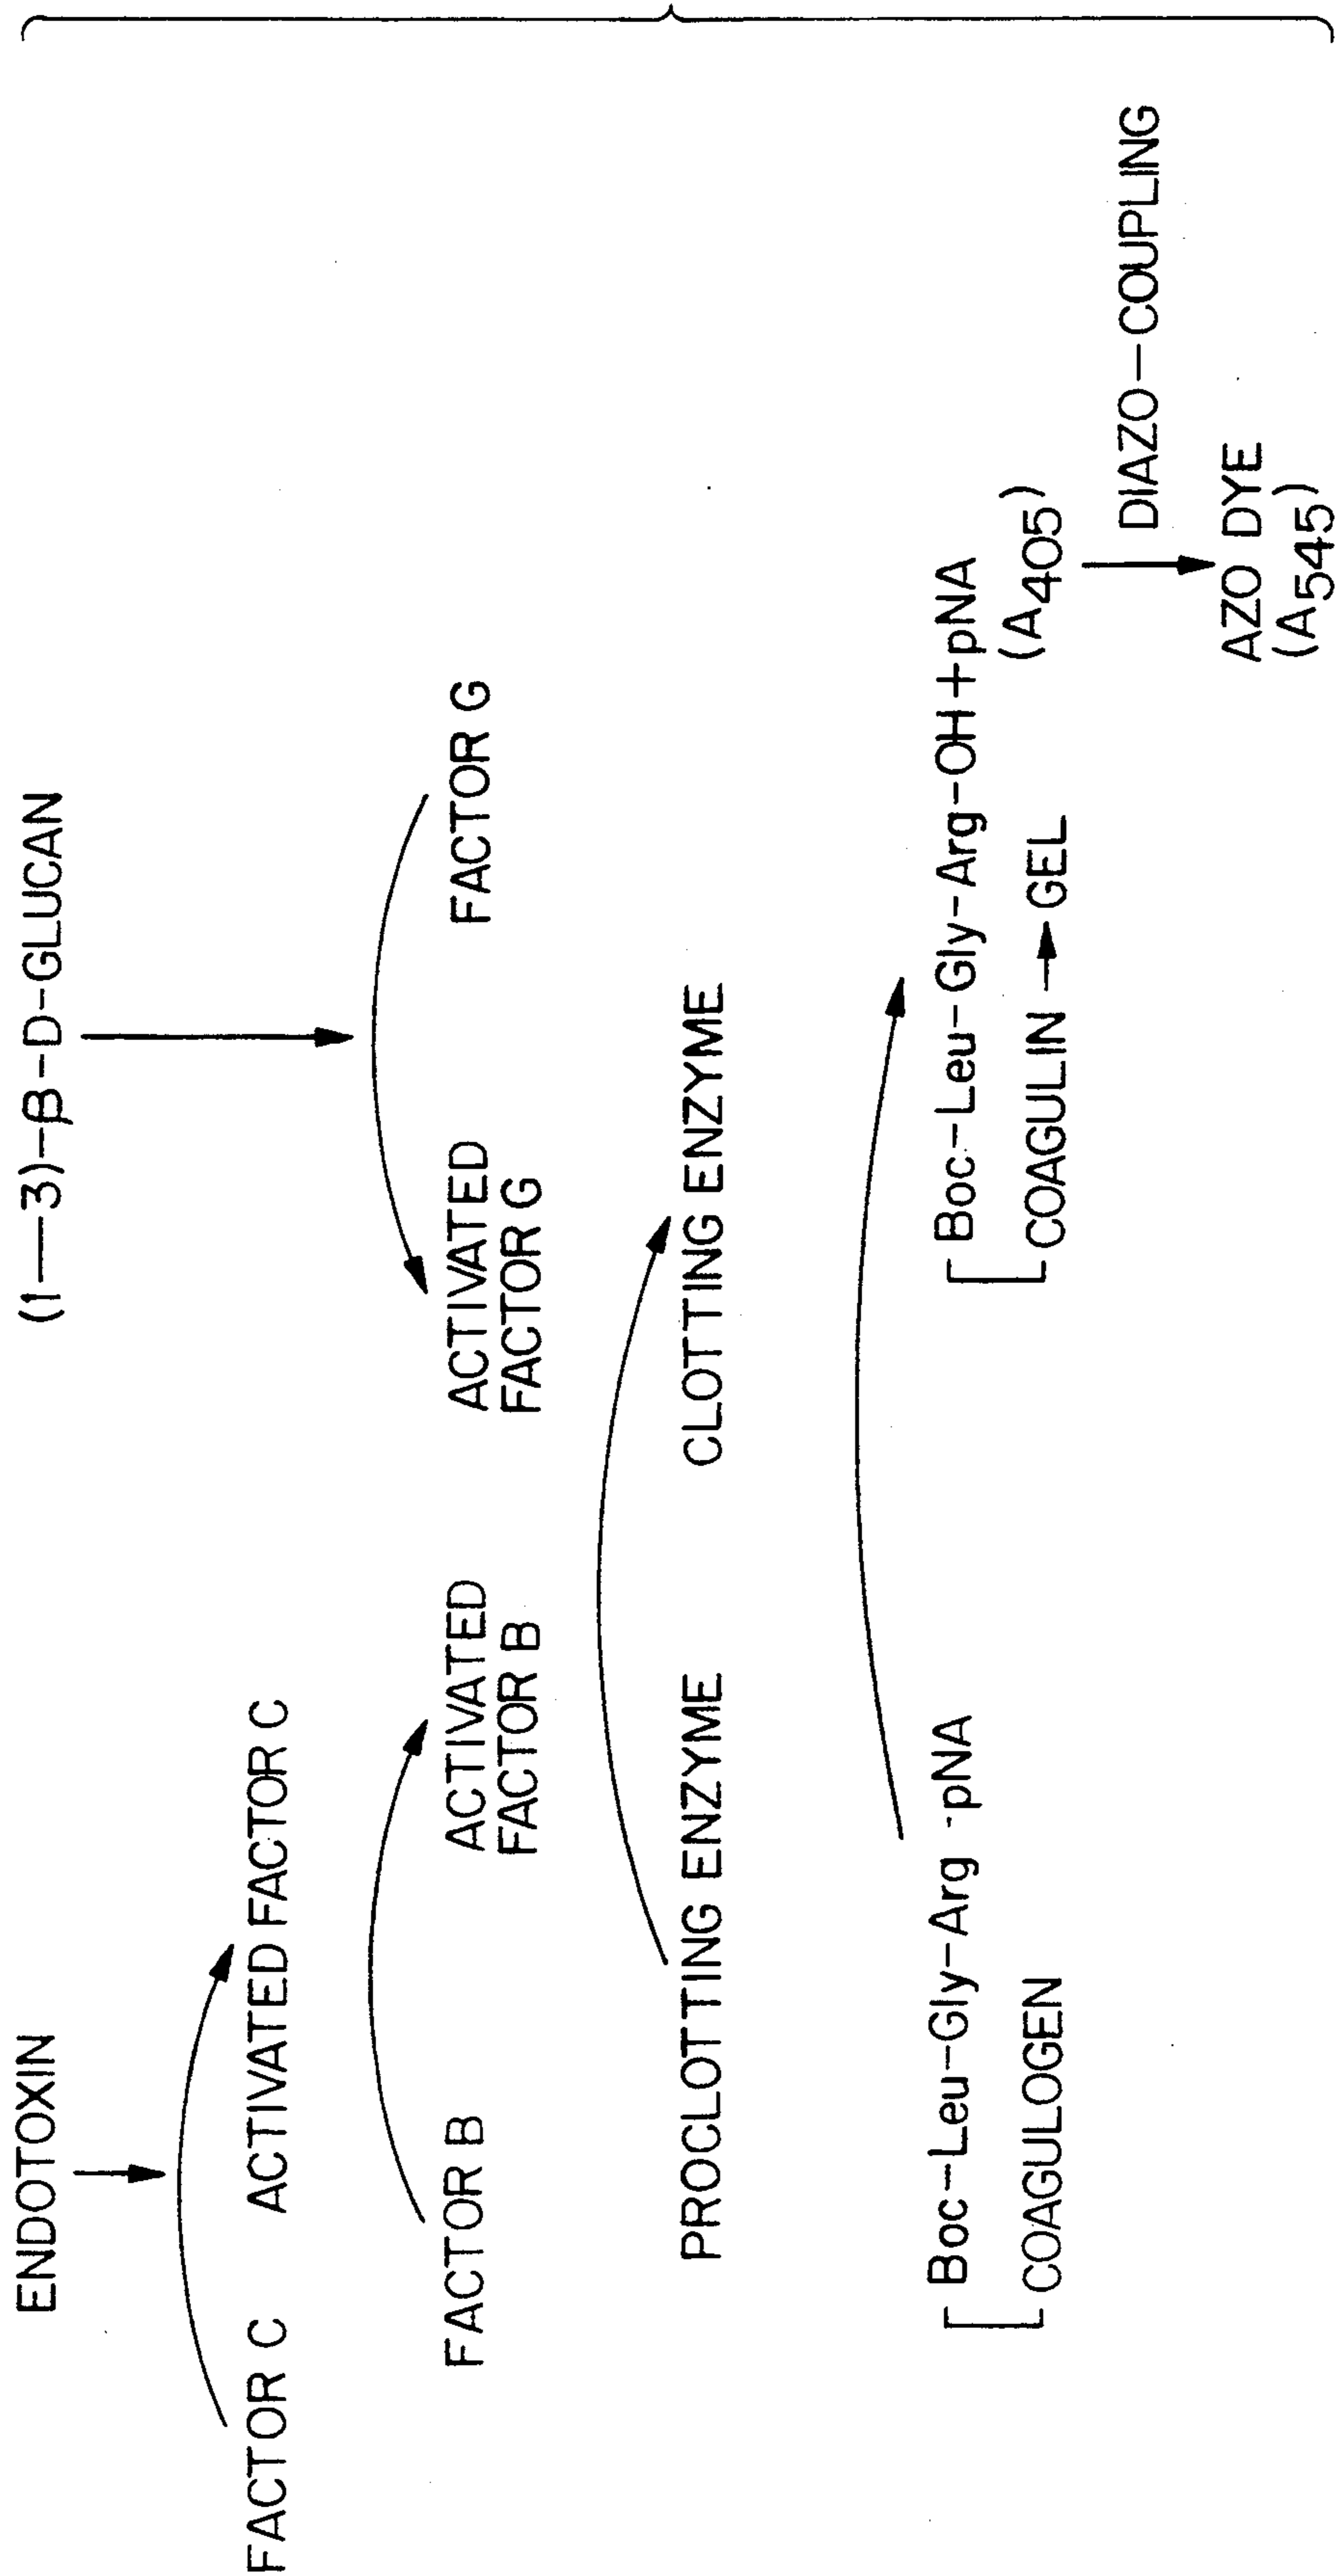 ENDOTOXIN
(1—3)-β-D-GLUCAN
FACTOR C
ACTIVATED FACTOR C
FACTOR B
ACTIVATED
FACTOR B
ACTIVATED
FACTOR G
FACTOR G
PROCLOTTING ENZYME
CLOTTING ENZYME
Boc-Leu-Gly-Arg-pNA
COAGULOGEN
Boc-Leu-Gly-Arg-OH+pNA
(A405)
COAGULIN → GEL
DIAZO-COUPLING
AZO DYE
(A545)